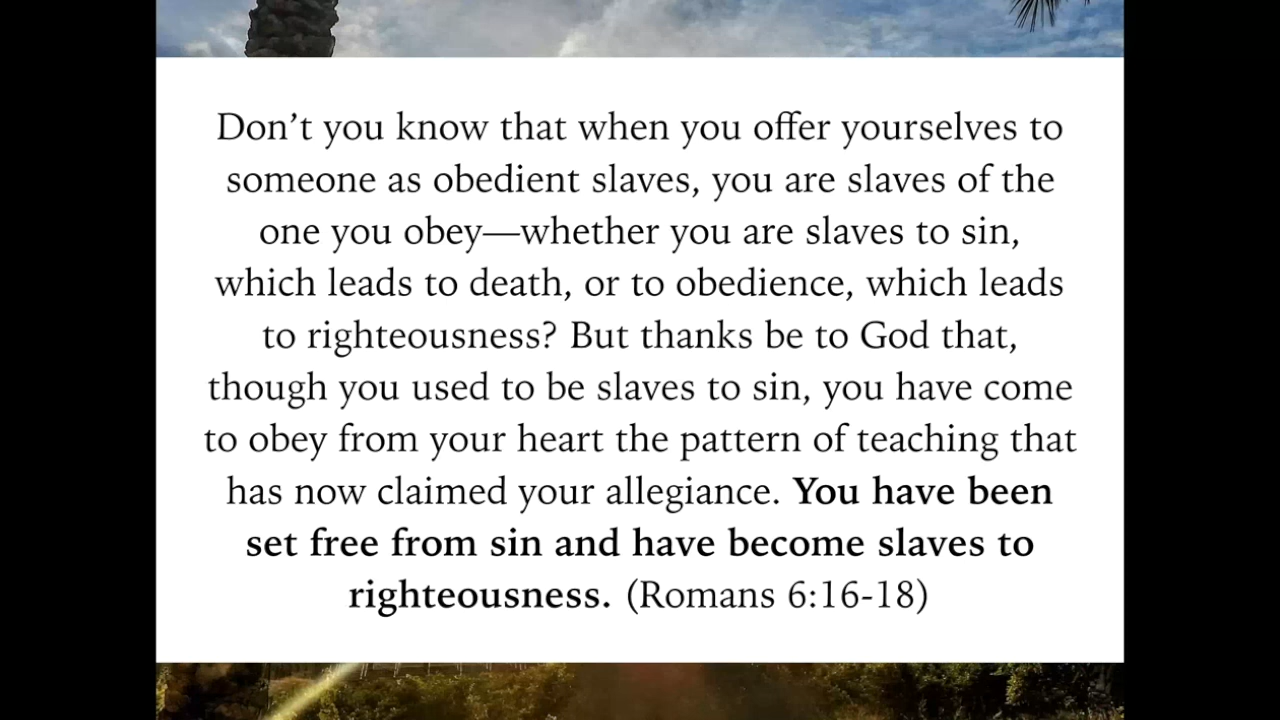 Don’t you know that when you offer yourselves to
someone as obedient slaves, you are slaves of the
one you obey—whether you are slaves to sin,
which leads to death, or to obedience, which leads
to righteousness? But thanks be to God that,
though you used to be slaves to sin, you have come
to obey from your heart the pattern of teaching that
has now claimed your allegiance. You have been
set free from sin and have become slaves to
righteousness. (Romans 6:16-18)